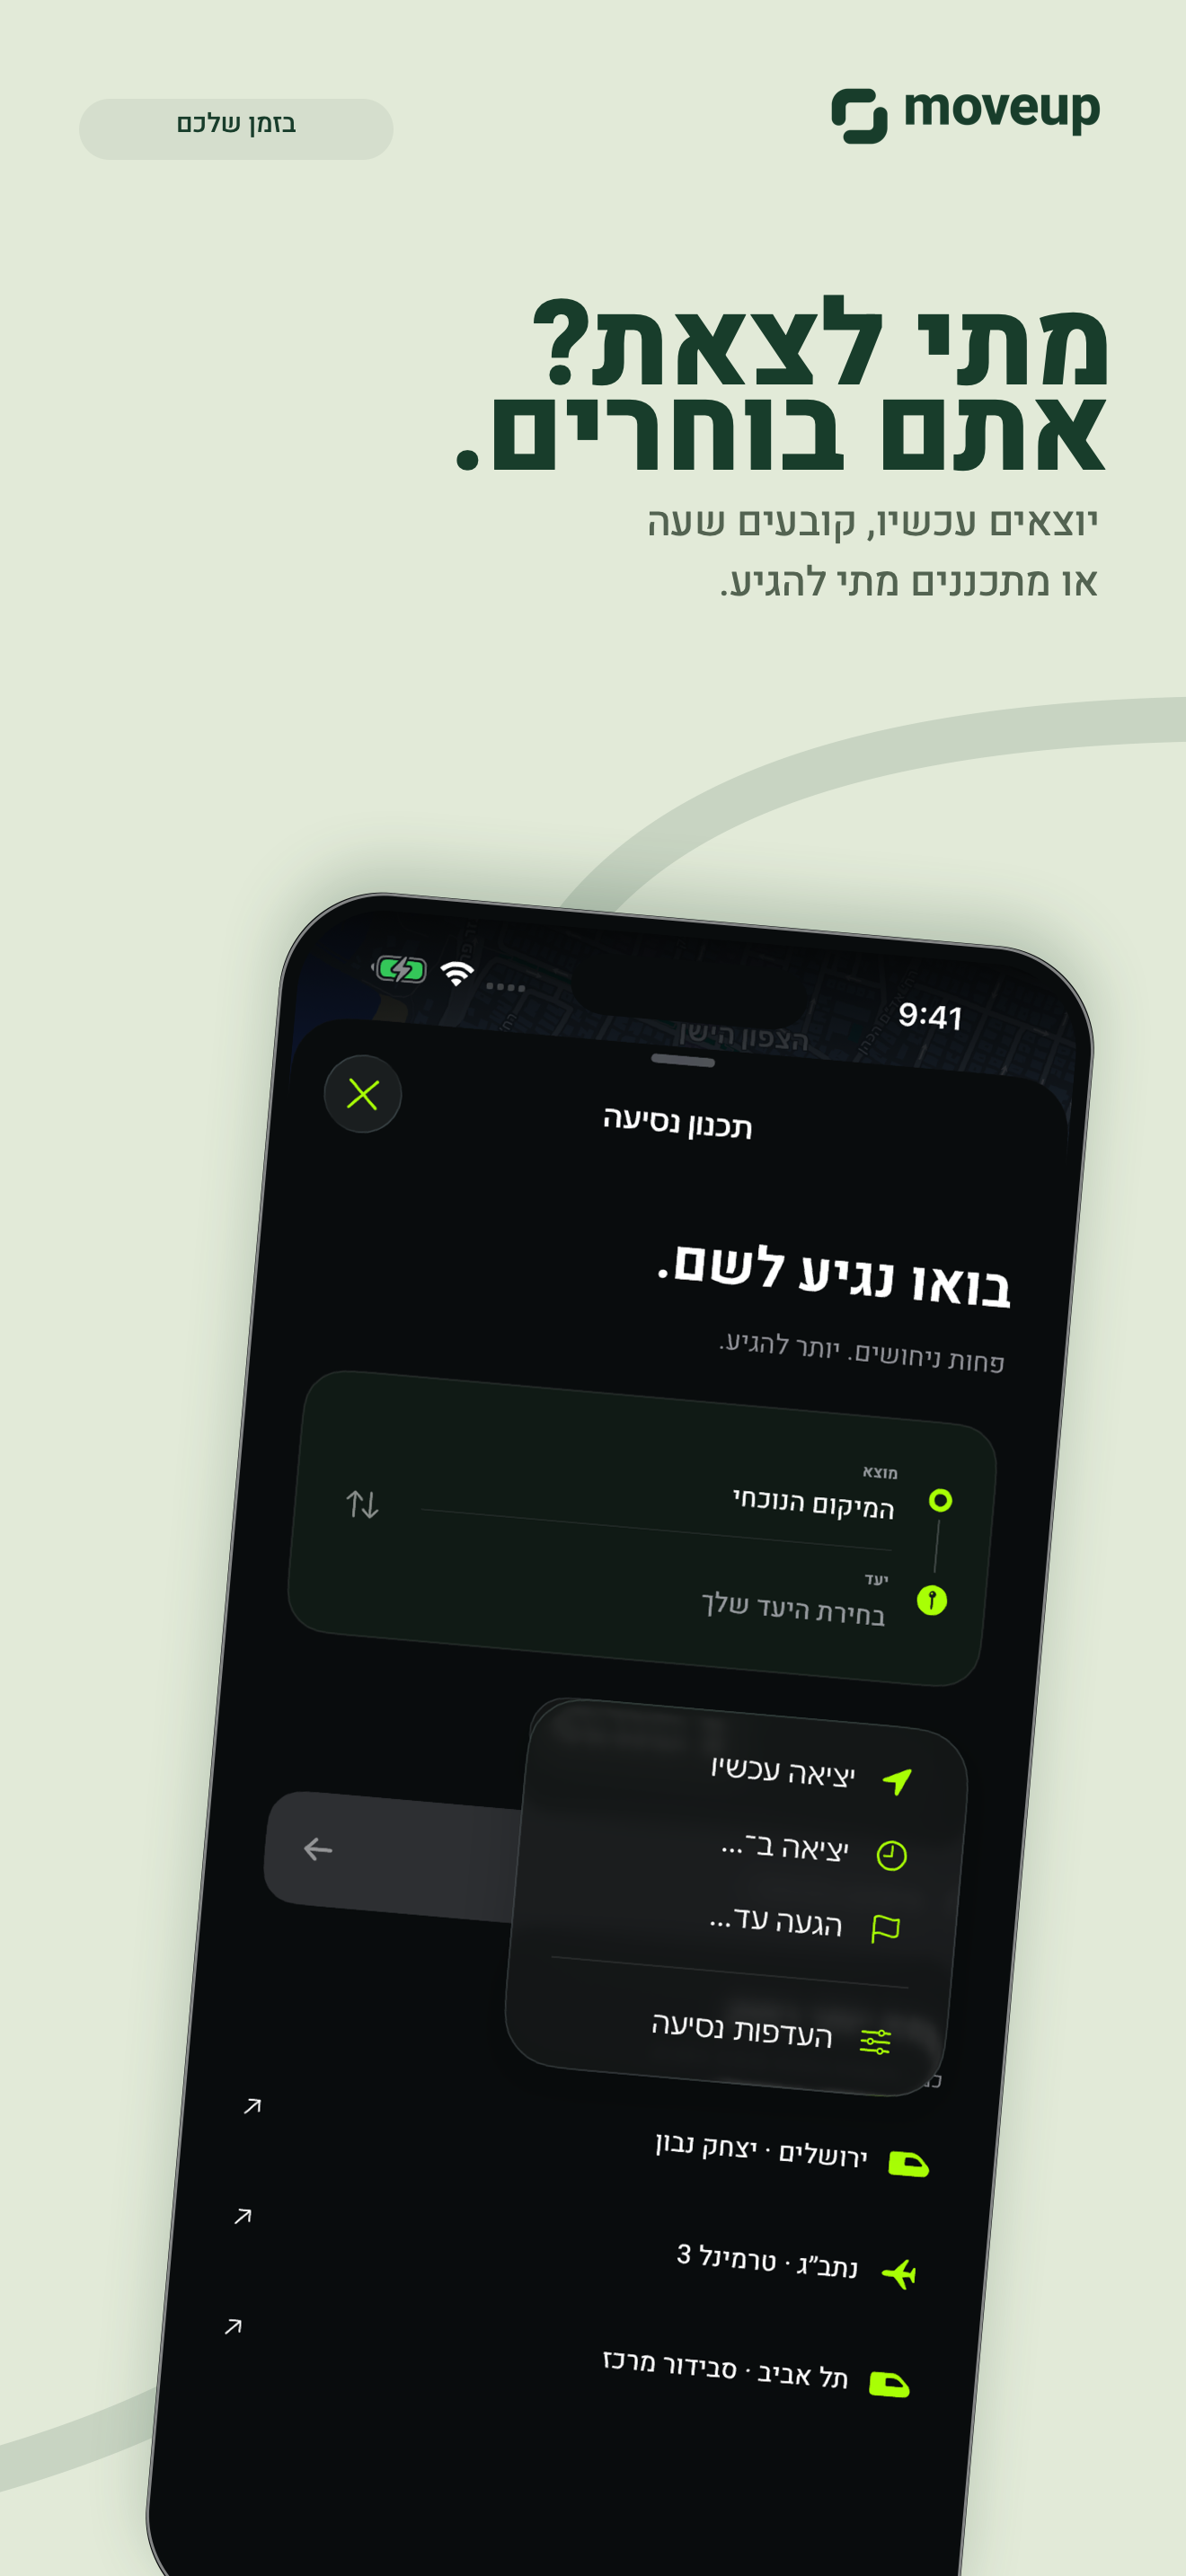 moveup
בזמן שלכם
מתי לצאת?
אתם בוחרים.
יוצאים עכשיו, קובעים שעה
או מתכננים מתי להגיע.
9:41
הצפון הישן
תכנון נסיעה
בואו נגיע לשם.
פחות ניחושים. יותר להגיע.
מוצא
המיקום הנוכחי
יעד
בחירת היעד שלך
יציאה עכשיו
יציאה ב־...
הגעה עד...
העדפות נסיעה
ירושלים · יצחק נבון
נתב״ג · טרמינל 3
תל אביב · סבידור מרכז